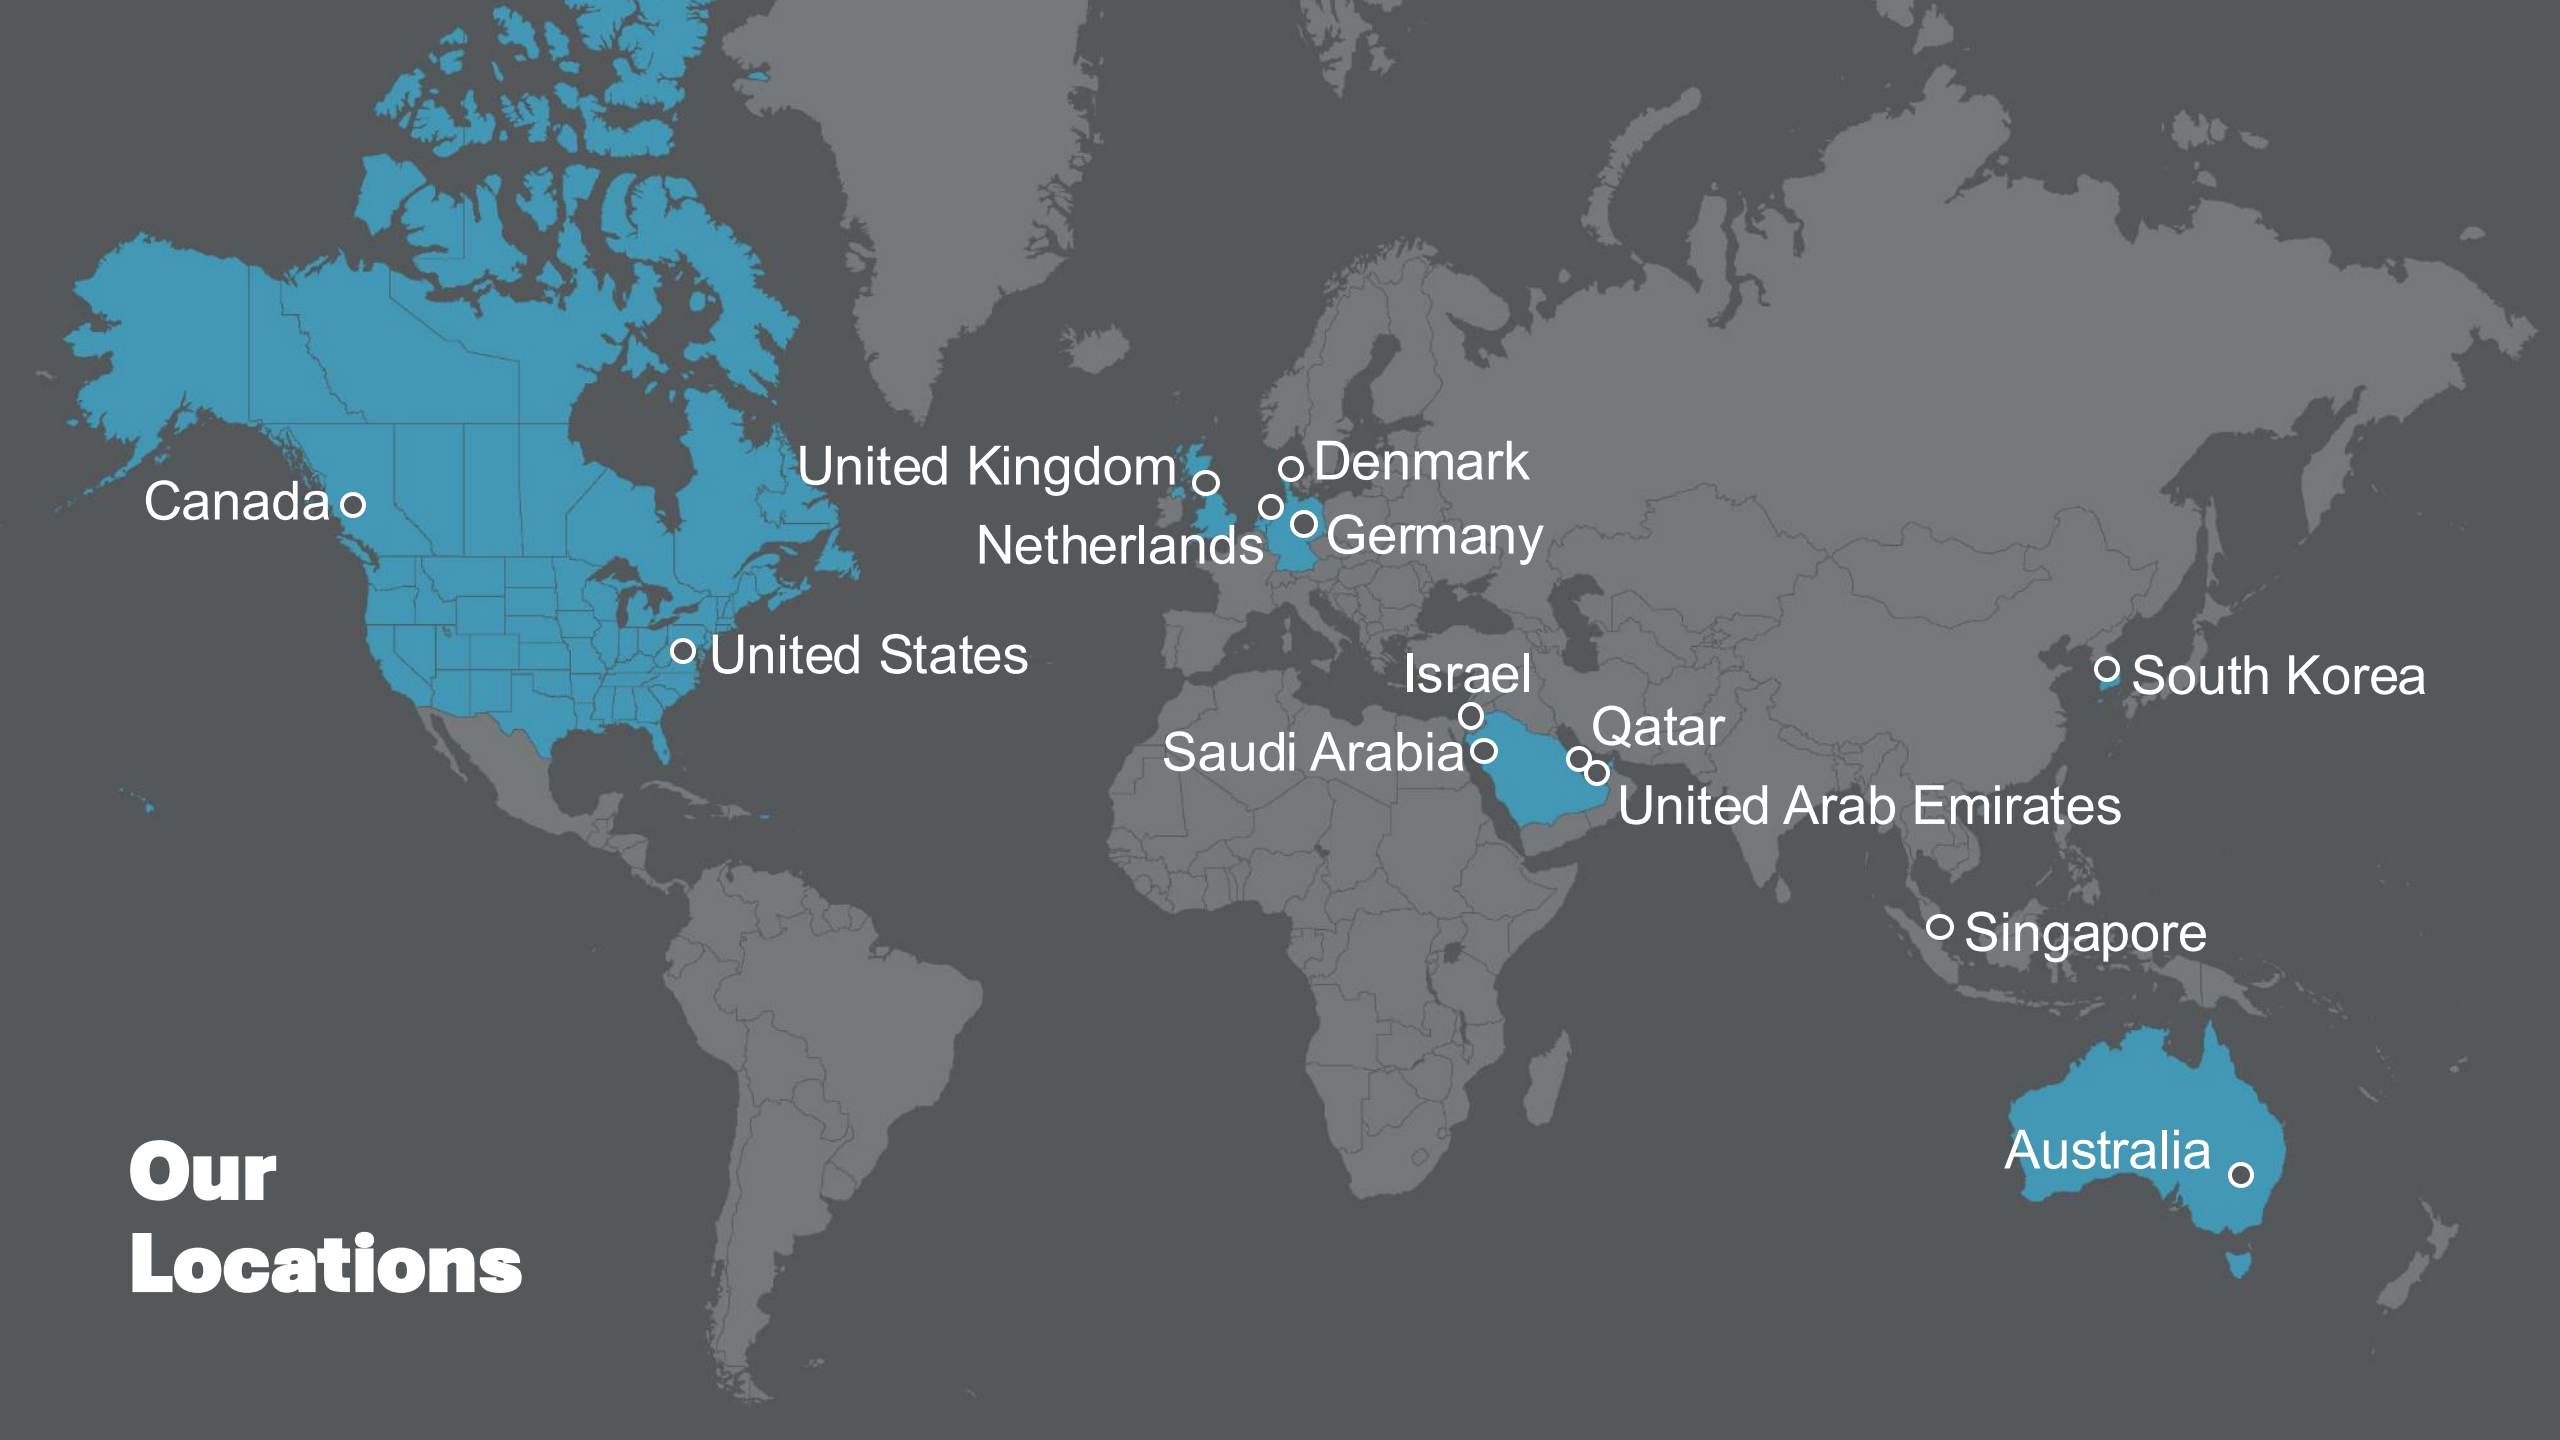 United Kingdom
Denmark
Canada
Netherlands
Germany
United States
Israel
South Korea
Qatar
Saudi Arabia
United Arab Emirates
Singapore
Australia
Our
Locations